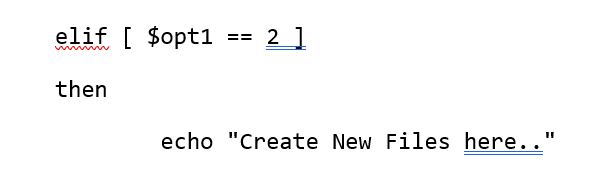 elif [ $opt1 == 2 ]
then
echo "Create New Files here.."